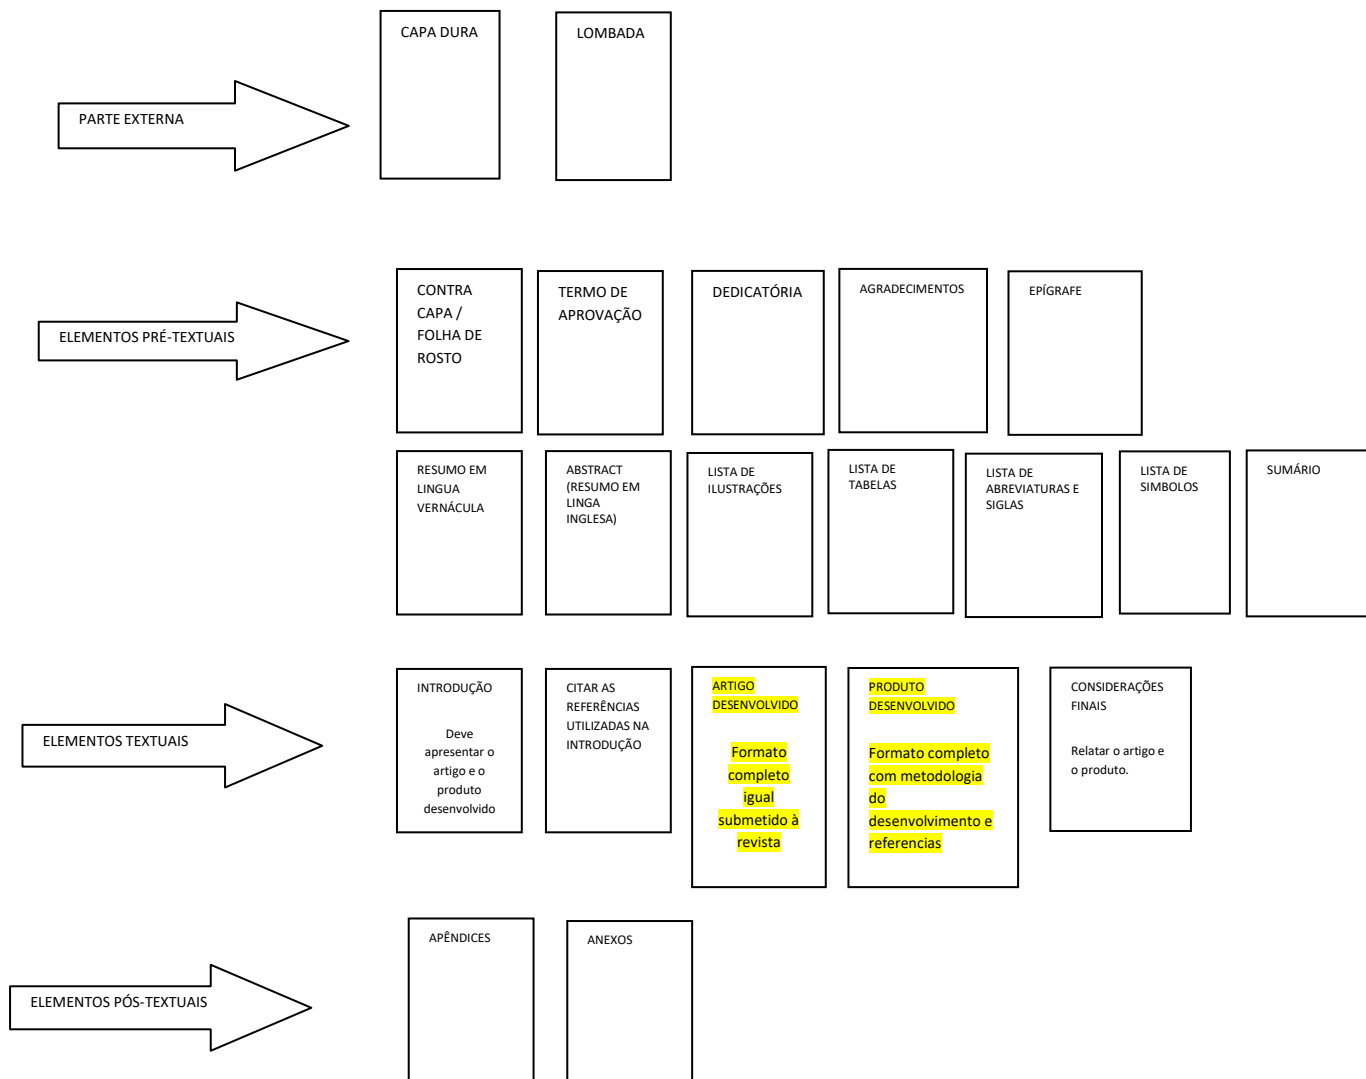 PARTE EXTERNA
CAPA DURA
LOMBADA
ELEMENTOS PRÉ-TEXTUAIS
CONTRA
CAPA /
FOLHA DE
ROSTO
TERMO DE
APROVAÇÃO
DEDICATÓRIA
AGRADECIMENTOS
EPÍGRAFE
RESUMO EM
LINGUA
VERNÁCULA
ABSTRACT
(RESUMO EM
LINGA
INGLESA)
LISTA DE
ILUSTRAÇÕES
LISTA DE
TABELAS
LISTA DE
ABREVIATURAS E
SIGLAS
LISTA DE
SIMBOLOS
SUMÁRIO
ELEMENTOS TEXTUAIS
INTRODUÇÃO
Deve
apresentar o
artigo e o
produto
desenvolvido
CITAR AS
REFERÊNCIAS
UTILIZADAS NA
INTRODUÇÃO
ARTIGO
DESENVOLVIDO
Formato
completo
igual
submetido à
revista
PRODUTO
DESENVOLVIDO
Formato completo
com metodologia
do
desenvolvimento e
referencias
CONSIDERAÇÕES
FINAIS
Relatar o artigo e
o produto.
ELEMENTOS PÓS-TEXTUAIS
APÊNDICES
ANEXOS